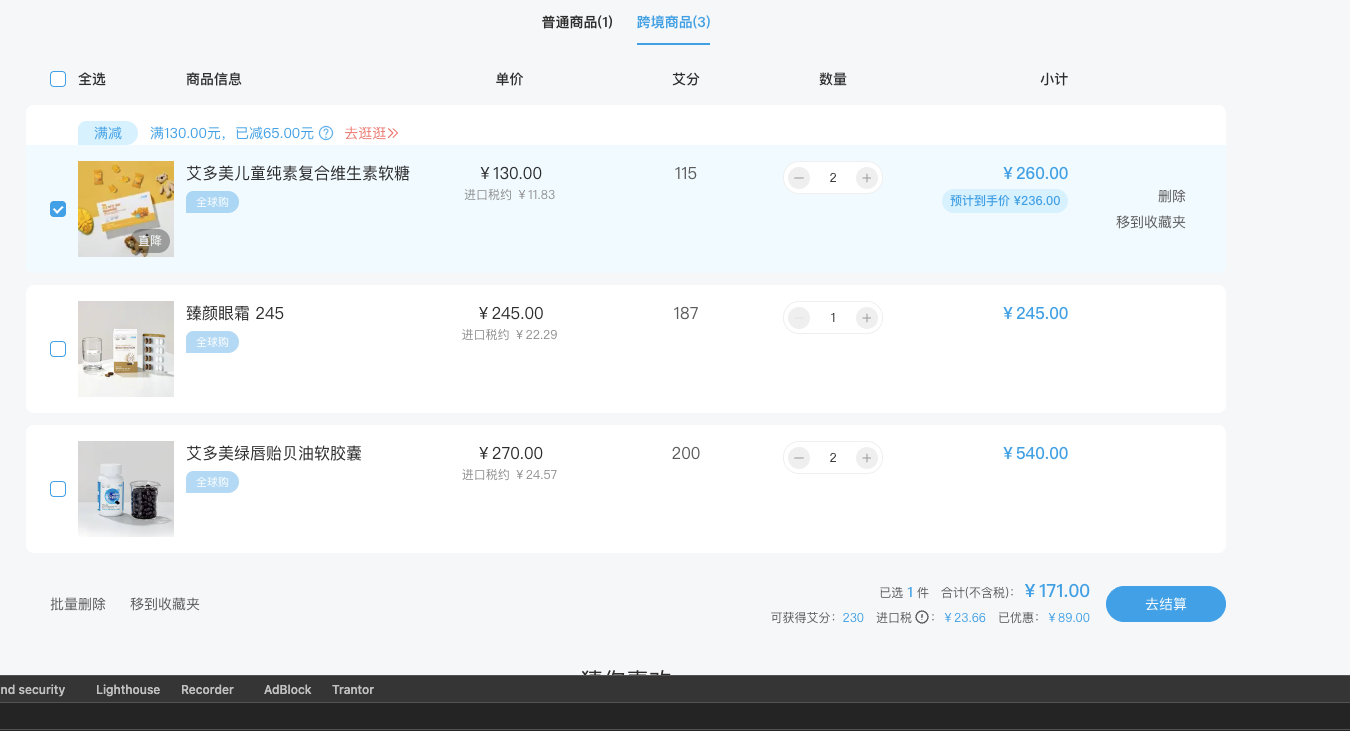 普通商品(1) 跨境商品(3)
全选 商品信息 单价 艾分 数量 小计
满减 满130.00元，已减65.00元 ? 去逛逛
艾多美儿童纯素复合维生素软糖 ¥130.00 115 2 ¥260.00
全球购 进口税约 ¥11.83 预计到手价 ¥236.00 删除
移到收藏夹
直降
臻颜眼霜 245 ¥245.00 187 1 ¥245.00
全球购 进口税约 ¥22.29
艾多美绿唇贻贝油软胶囊 ¥270.00 200 2 ¥540.00
全球购 进口税约 ¥24.57
批量删除 移到收藏夹 已选 1 件 合计(不含税): ¥171.00 去结算
可获得艾分: 230 进口税 : ¥23.66 已优惠: ¥89.00
nd security Lighthouse Recorder AdBlock Trantor